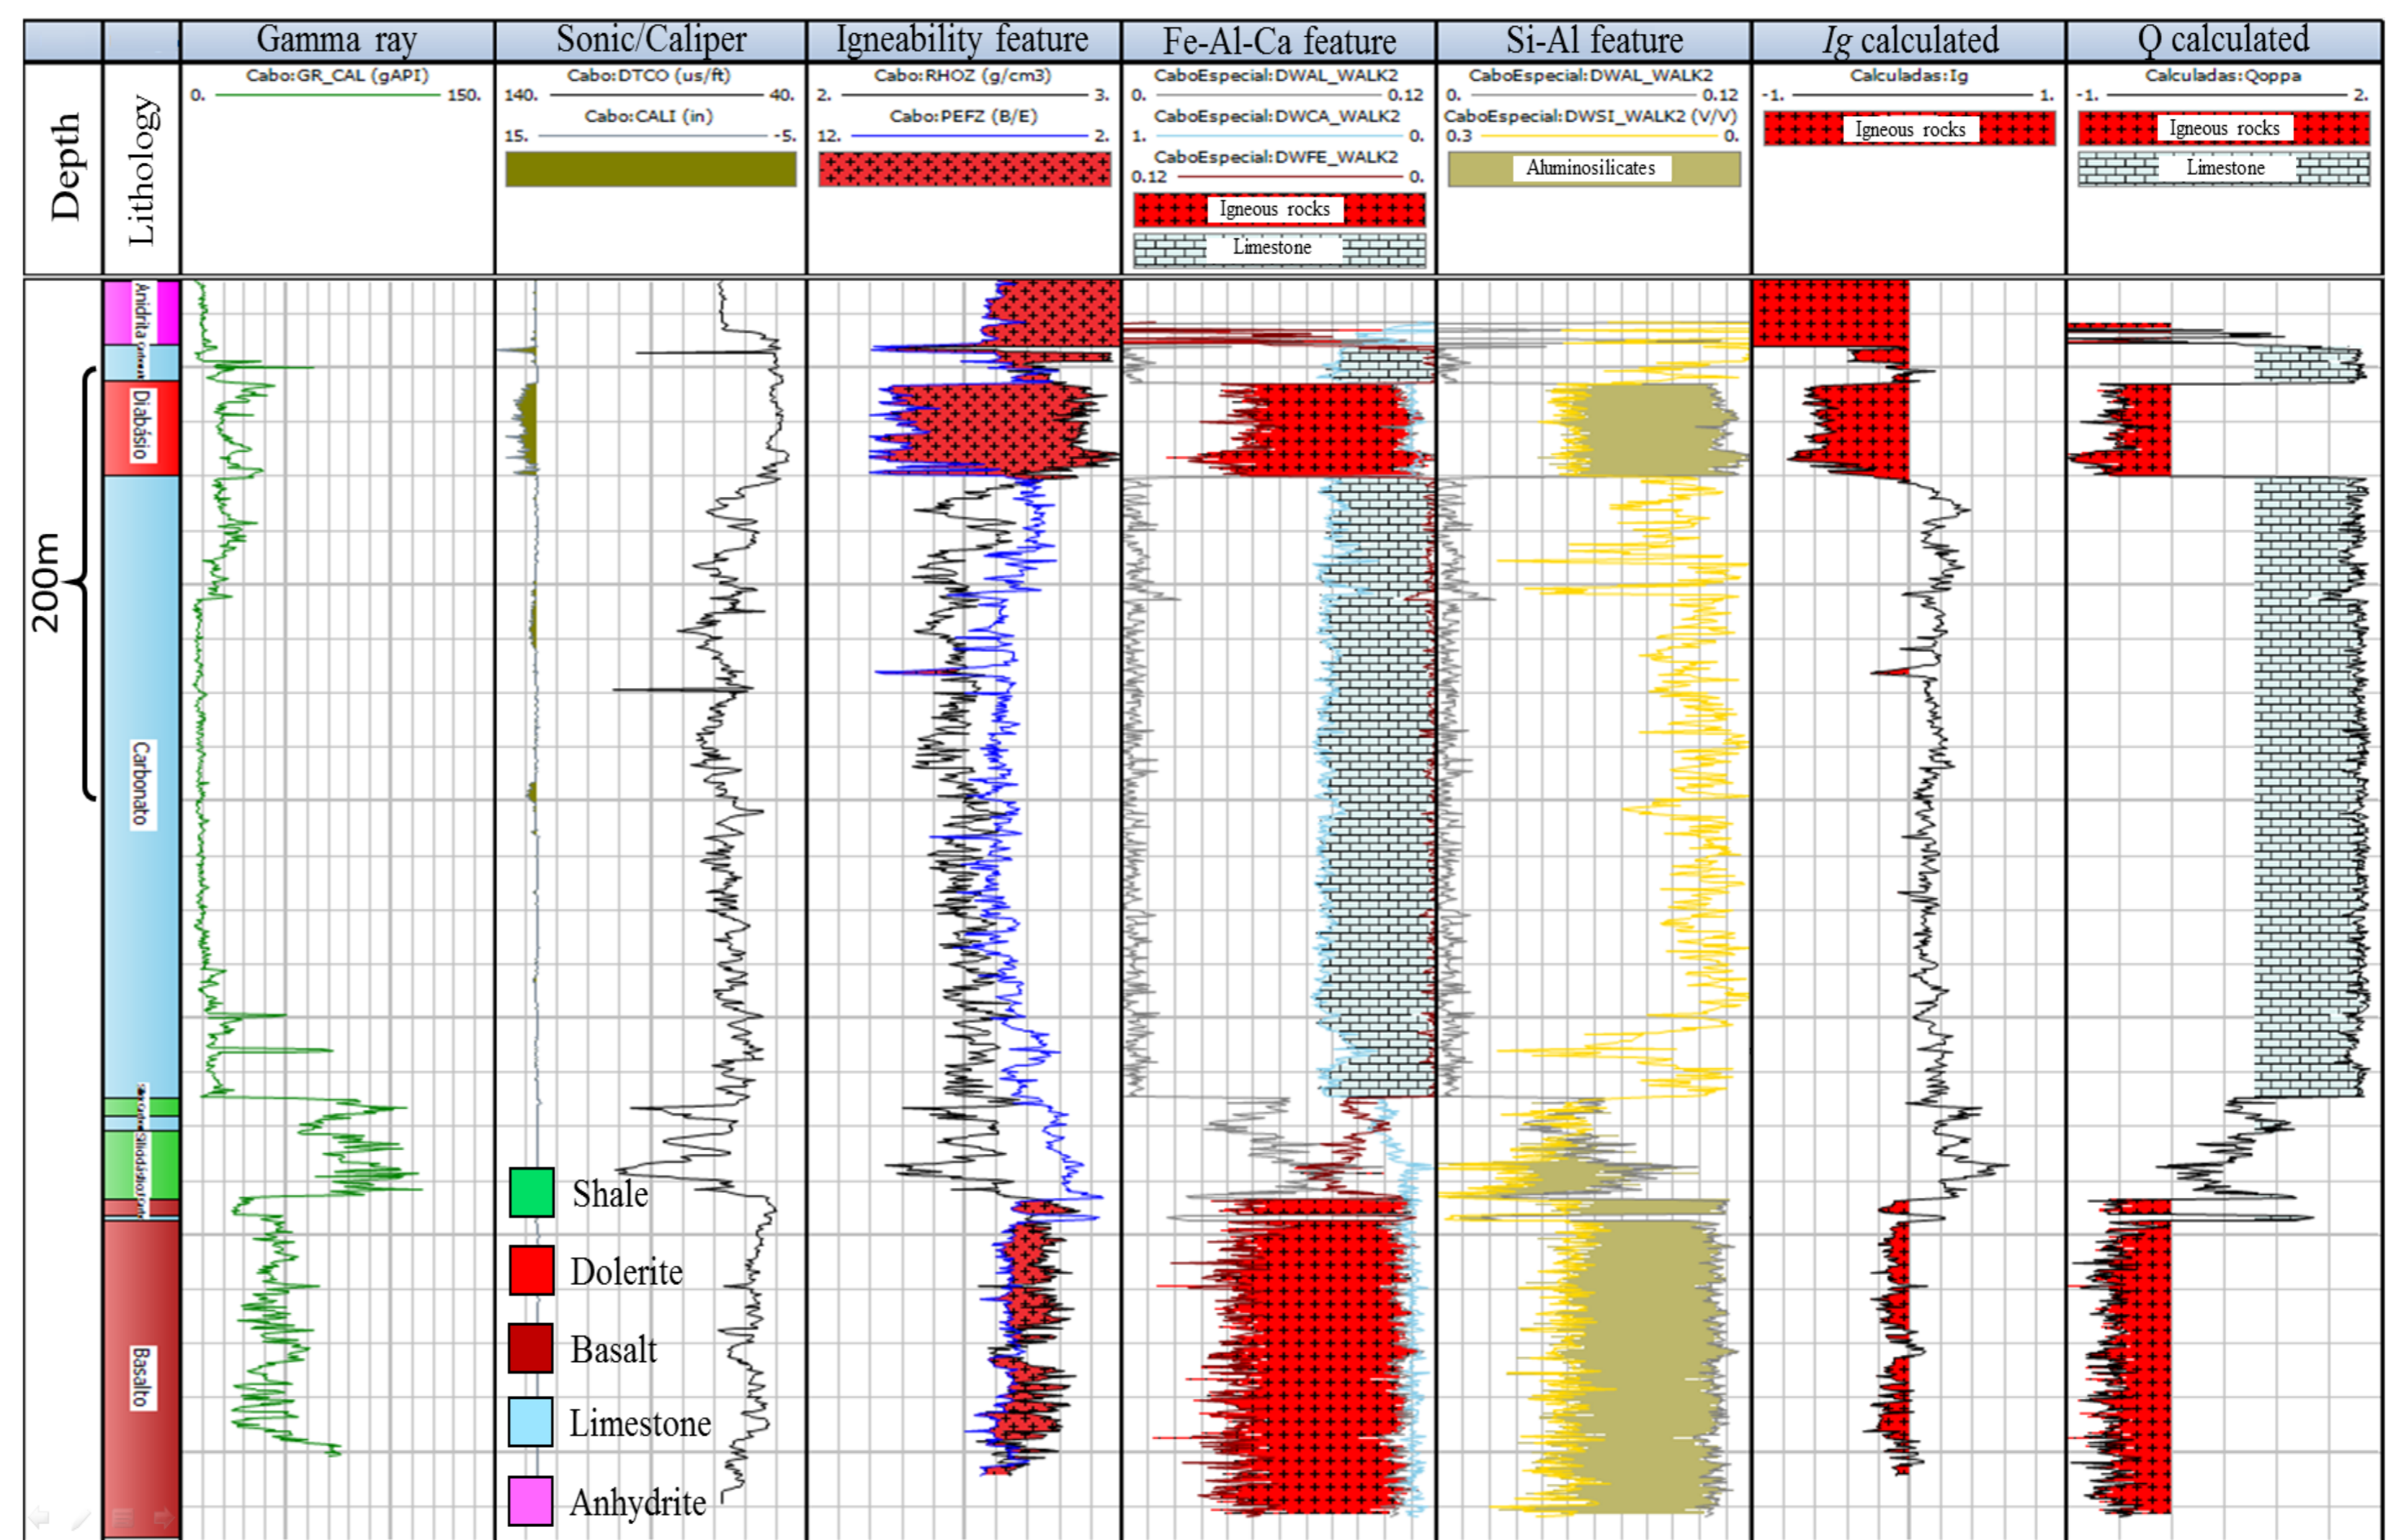 Gamma ray
Sonic/Caliper
Igneability feature
Fe-Al-Ca feature
Si-Al feature
Ig calculated
Q calculated
Depth
Lithology
Cabo:GR_CAL (gAPI)
0. 150.
Cabo:DTCO (us/ft)
140. 40.
Cabo:CALI (in)
15. -5.
Cabo:RHOZ (g/cm3)
2. 3.
Cabo:PEFZ (B/E)
12. 2.
CaboEspecial:DWAL_WALK2
0. 0.12
CaboEspecial:DWCA_WALK2
1. 0.
CaboEspecial:DWFE_WALK2
0.12 0.
Igneous rocks
Limestone
CaboEspecial:DWAL_WALK2
0. 0.12
CaboEspecial:DWSI_WALK2 (V/V)
0.3 0.
Aluminosilicates
Calculadas:Ig
-1. 1.
Igneous rocks
Calculadas:Qoppa
-1. 2.
Igneous rocks
Limestone
200m
Anidrita
Diabásio
Carbonato
Basalto
Shale
Dolerite
Basalt
Limestone
Anhydrite